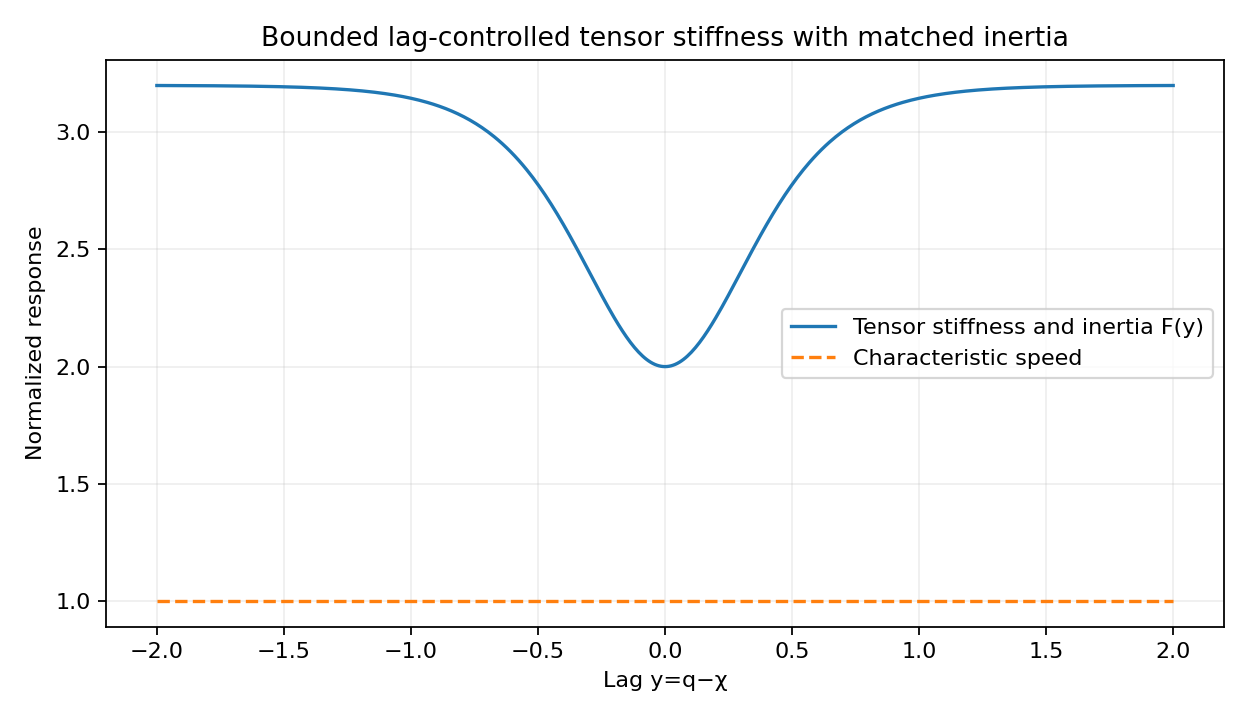 Bounded lag-controlled tensor stiffness with matched inertia
Normalized response
3.0
2.5
2.0
1.5
1.0
Tensor stiffness and inertia F(y)
Characteristic speed
−2.0 −1.5 −1.0 −0.5 0.0 0.5 1.0 1.5 2.0
Lag y=q−χ